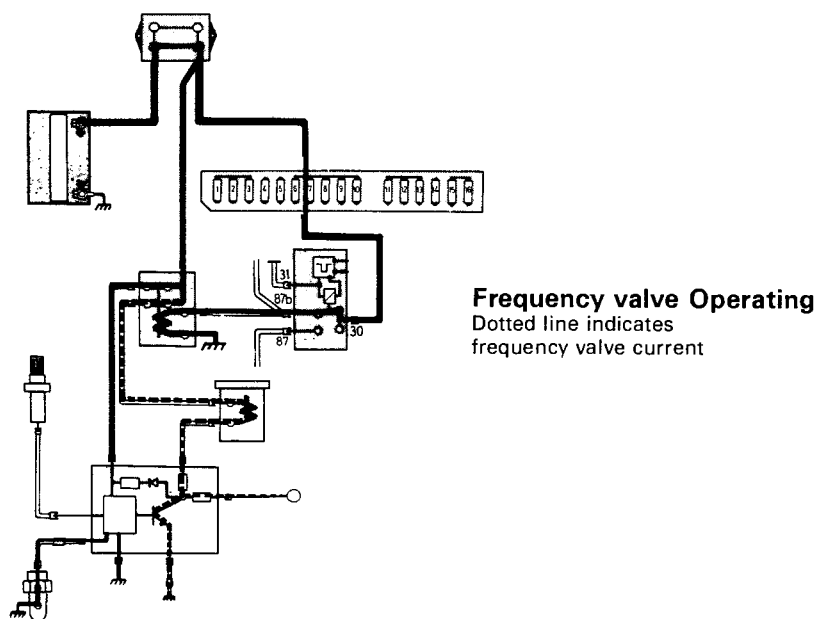 1 2 3 4 5 6 7 8 9 10 11 12 13 14 15 16
31
87b
30
87
Frequency valve Operating
Dotted line indicates
frequency valve current